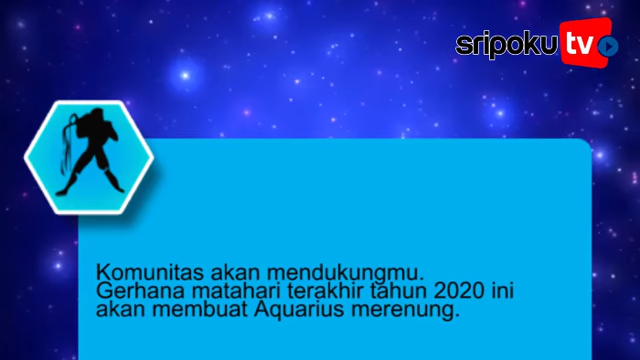 sripoku tv
Komunitas akan mendukungmu.
Gerhana matahari terakhir tahun 2020 ini
akan membuat Aquarius merenung.